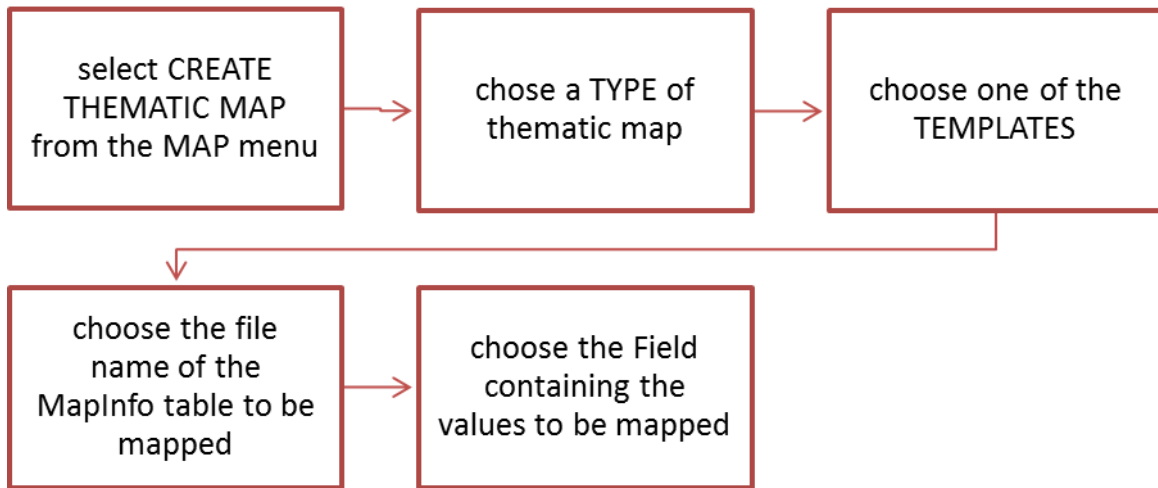 select CREATE
THEMATIC MAP
from the MAP menu
chose a TYPE of
thematic map
choose one of the
TEMPLATES
choose the file
name of the
MapInfo table to be
mapped
choose the Field
containing the
values to be mapped